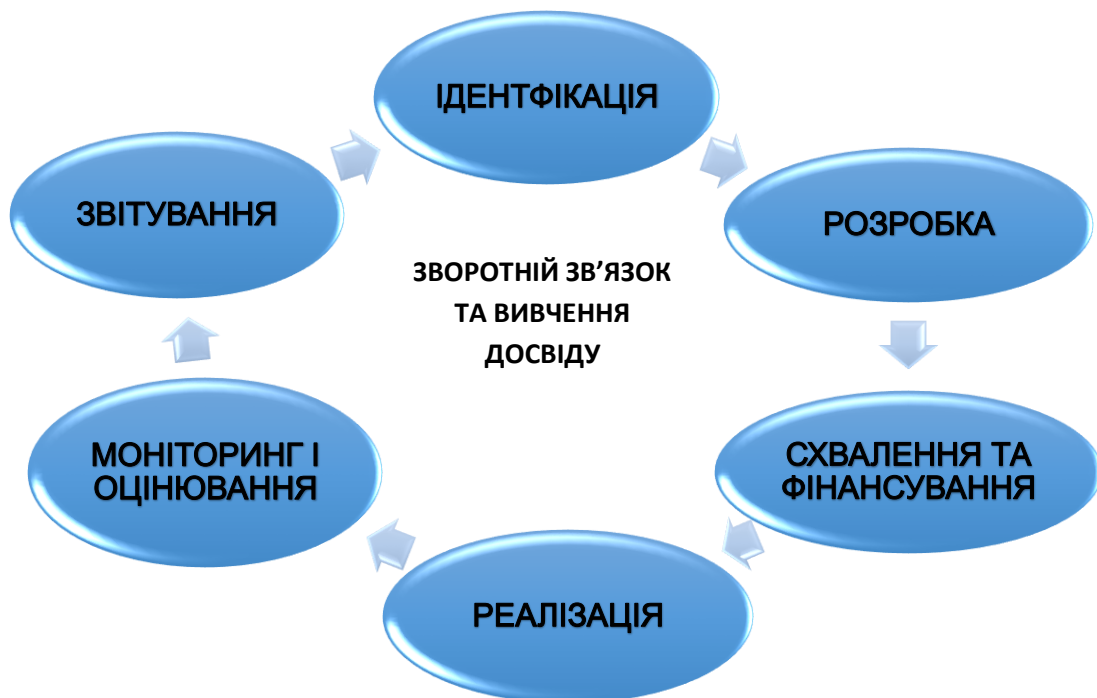 ІДЕНТФІКАЦІЯ
РОЗРОБКА
СХВАЛЕННЯ ТА
ФІНАНСУВАННЯ
РЕАЛІЗАЦІЯ
МОНІТОРИНГ І
ОЦІНЮВАННЯ
ЗВІТУВАННЯ
ЗВОРОТНІЙ ЗВ’ЯЗОК
ТА ВИВЧЕННЯ
ДОСВІДУ